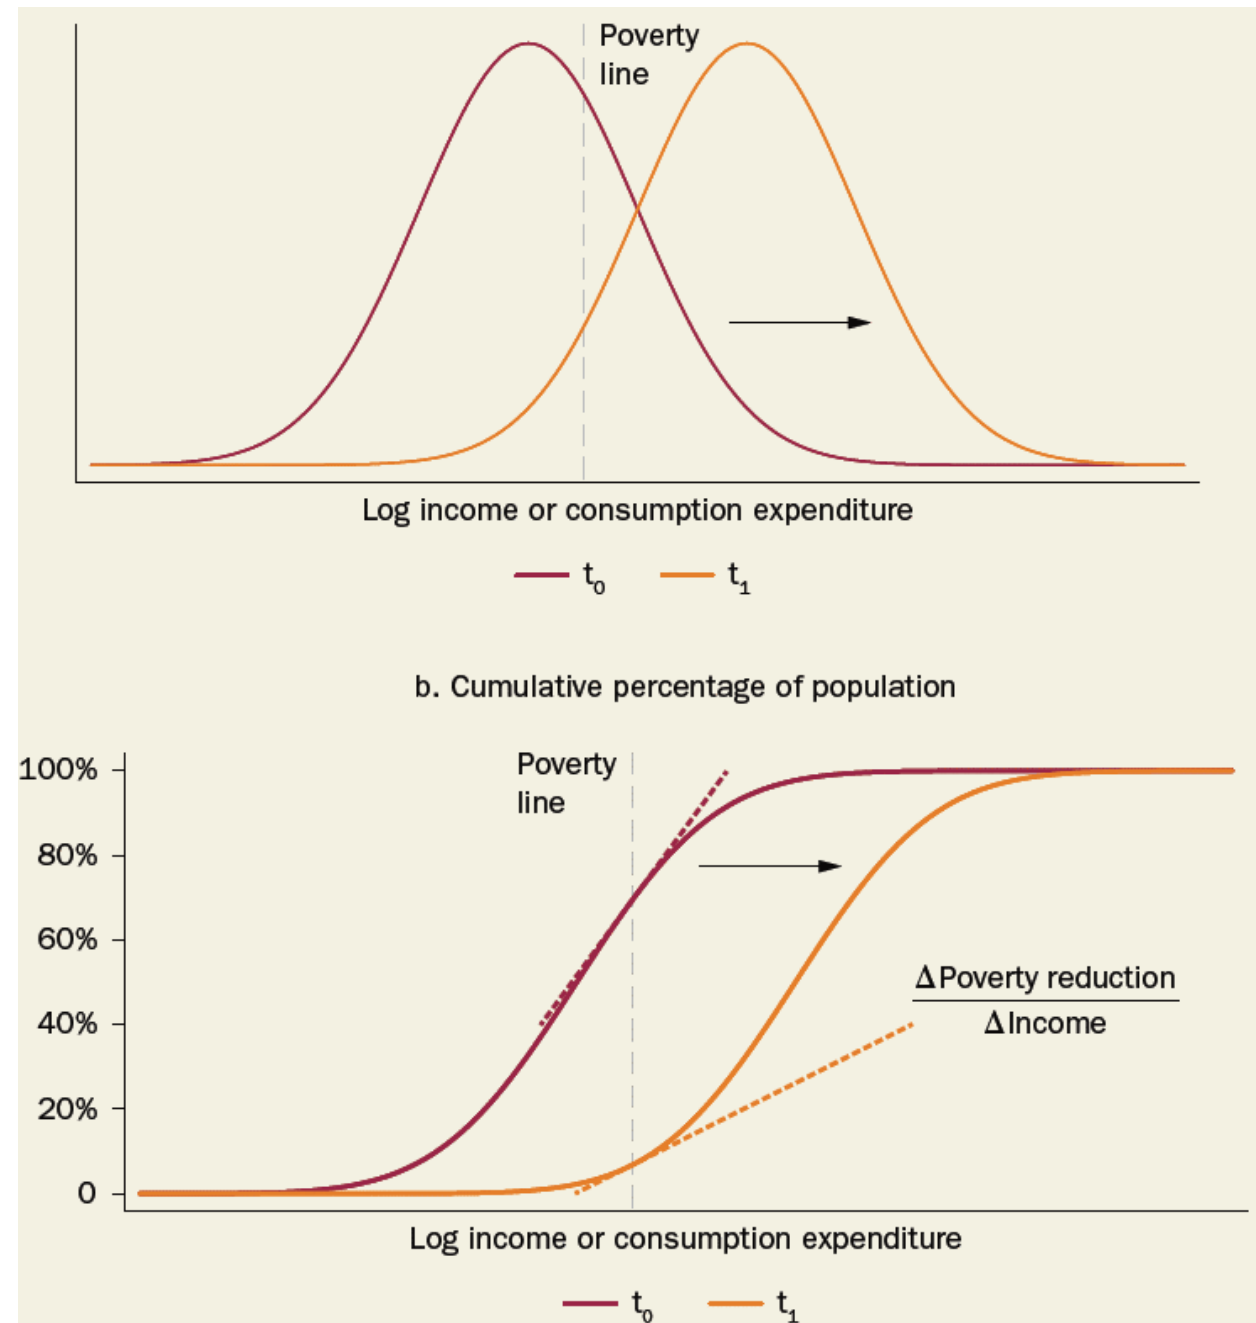 Poverty
line
Log income or consumption expenditure
t₀ t₁
b. Cumulative percentage of population
100%
80%
60%
40%
20%
0
Poverty
line
ΔPoverty reduction
ΔIncome
Log income or consumption expenditure
t₀ t₁